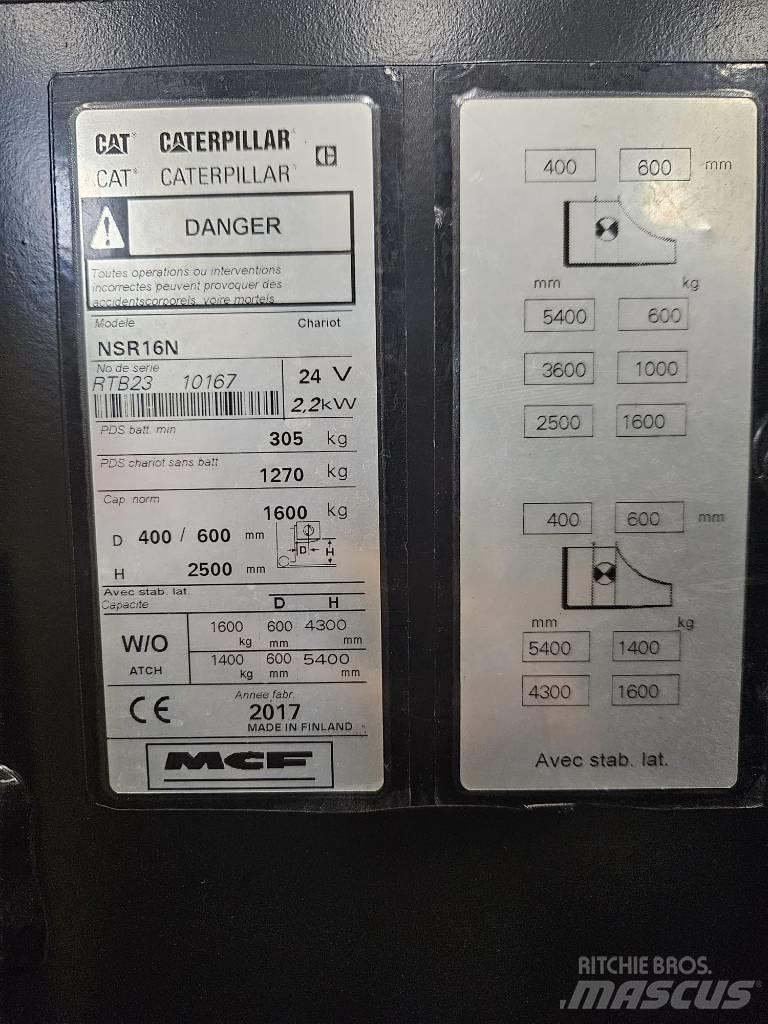 CAT® CATERPILLAR®
CAT® CATERPILLAR®
DANGER
Toutes operations ou interventions
incorrectes peuvent provoquer des
accidentscorporels, voire mortels
Modele Chariot
NSR16N
No de serie
RTB23 10167
24 V
2,2kW
PDS batt. min
305 kg
PDS chariot sans batt
1270 kg
Cap. norm
1600 kg
D 400 / 600 mm
D H
H 2500 mm
Avec stab. lat.
Capacite D H
W/O
ATCH
1600 600 4300
kg mm mm
1400 600 5400
kg mm mm
CE
Annee fabr.
2017
MADE IN FINLAND
MCF
400 600 mm
mm kg
5400 600
3600 1000
2500 1600
400 600 mm
mm kg
5400 1400
4300 1600
Avec stab. lat.
RITCHIE BROS.
MASCUS